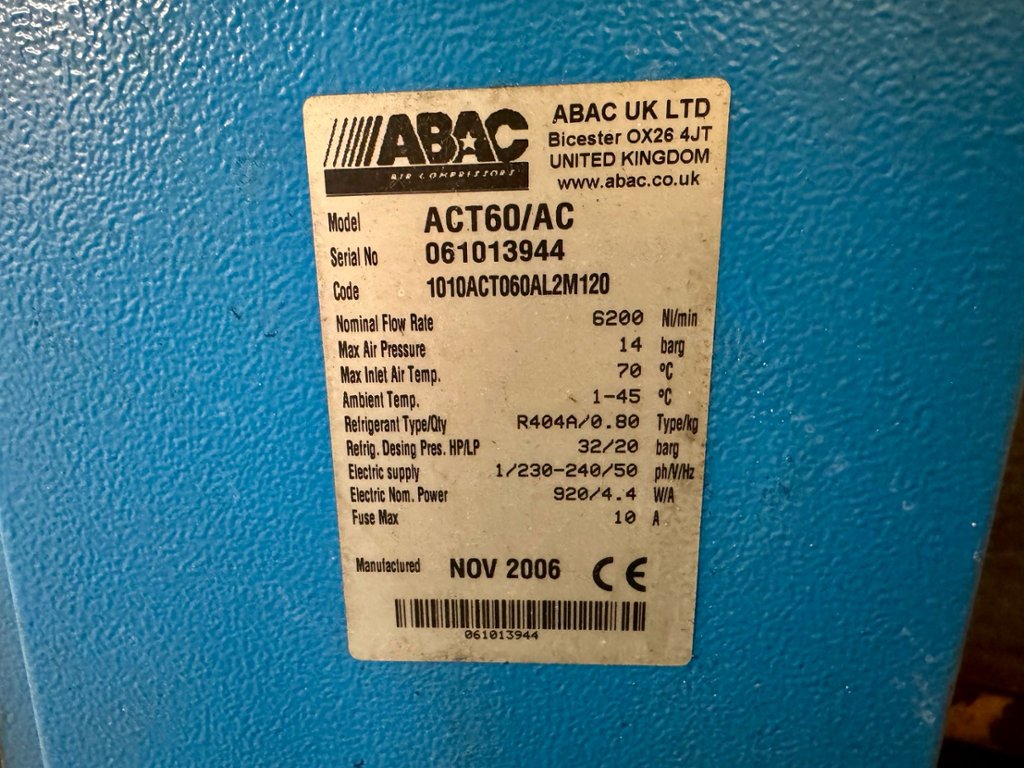 ABAC
AIR COMPRESSORS
ABAC UK LTD
Bicester OX26 4JT
UNITED KINGDOM
www.abac.co.uk
Model ACT60/AC
Serial No 061013944
Code 1010ACT060AL2M120
Nominal Flow Rate 6200 Nl/min
Max Air Pressure 14 barg
Max Inlet Air Temp. 70 ºC
Ambient Temp. 1-45 ºC
Refrigerant Type/Qty R404A/0.80 Type/kg
Refrig. Desing Pres. HP/LP 32/20 barg
Electric supply 1/230-240/50 ph/V/Hz
Electric Nom. Power 920/4.4 W/A
Fuse Max 10 A
Manufactured NOV 2006 CE
061013944